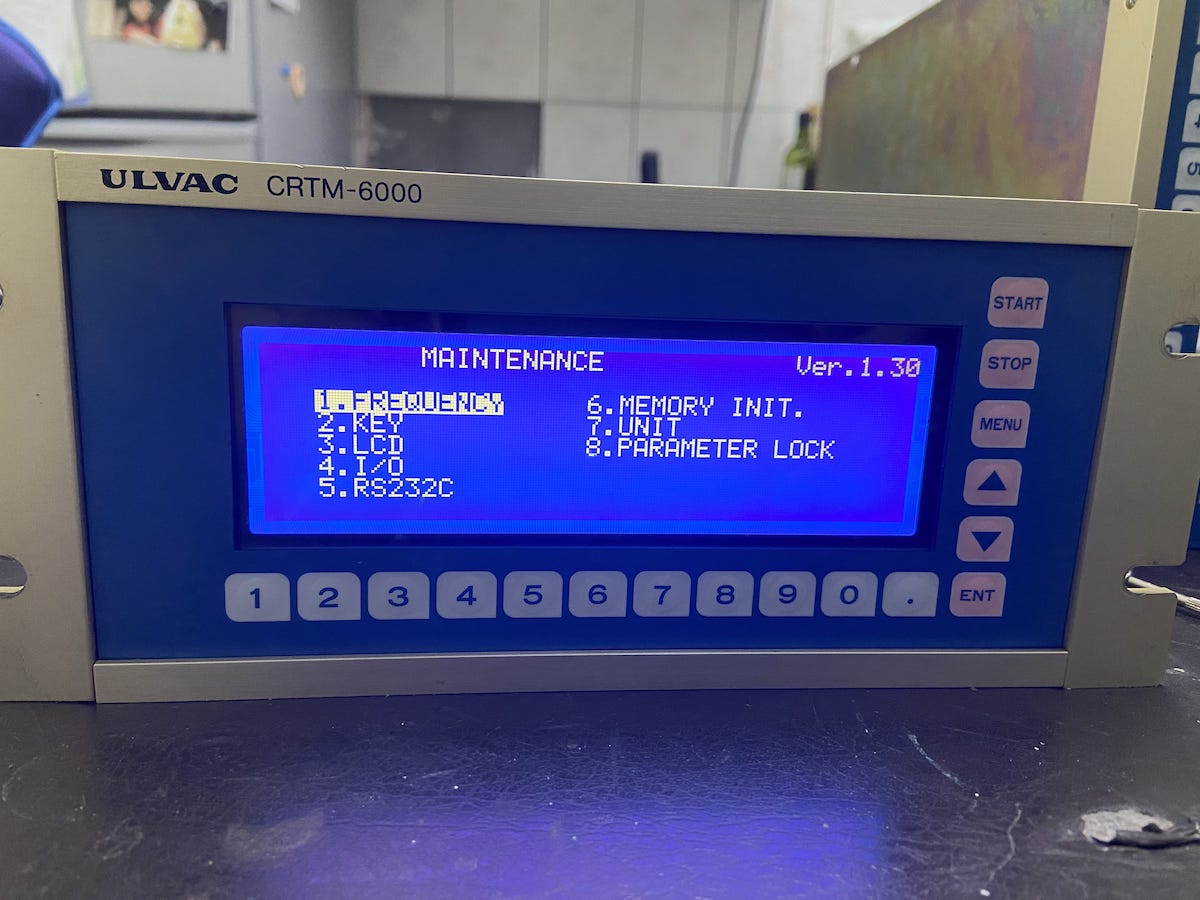 ULVAC CRTM-6000
MAINTENANCE Ver.1.30
1.FREQUENCY
2.KEY
3.LCD
4.I/O
5.RS232C
6.MEMORY INIT.
7.UNIT
8.PARAMETER LOCK
START
STOP
MENU
ENT
1 2 3 4 5 6 7 8 9 0 .